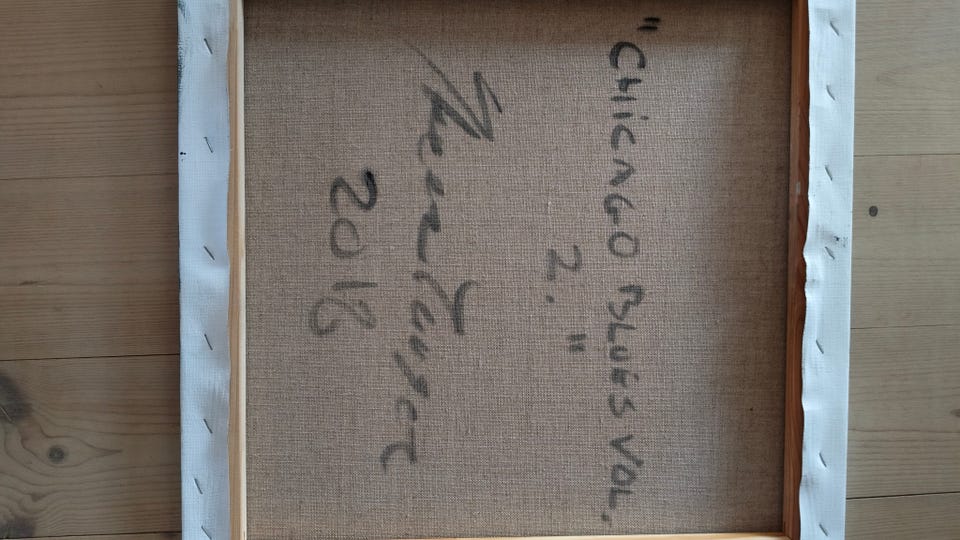 "CHICAGO BLUES VOL.
2."
2018